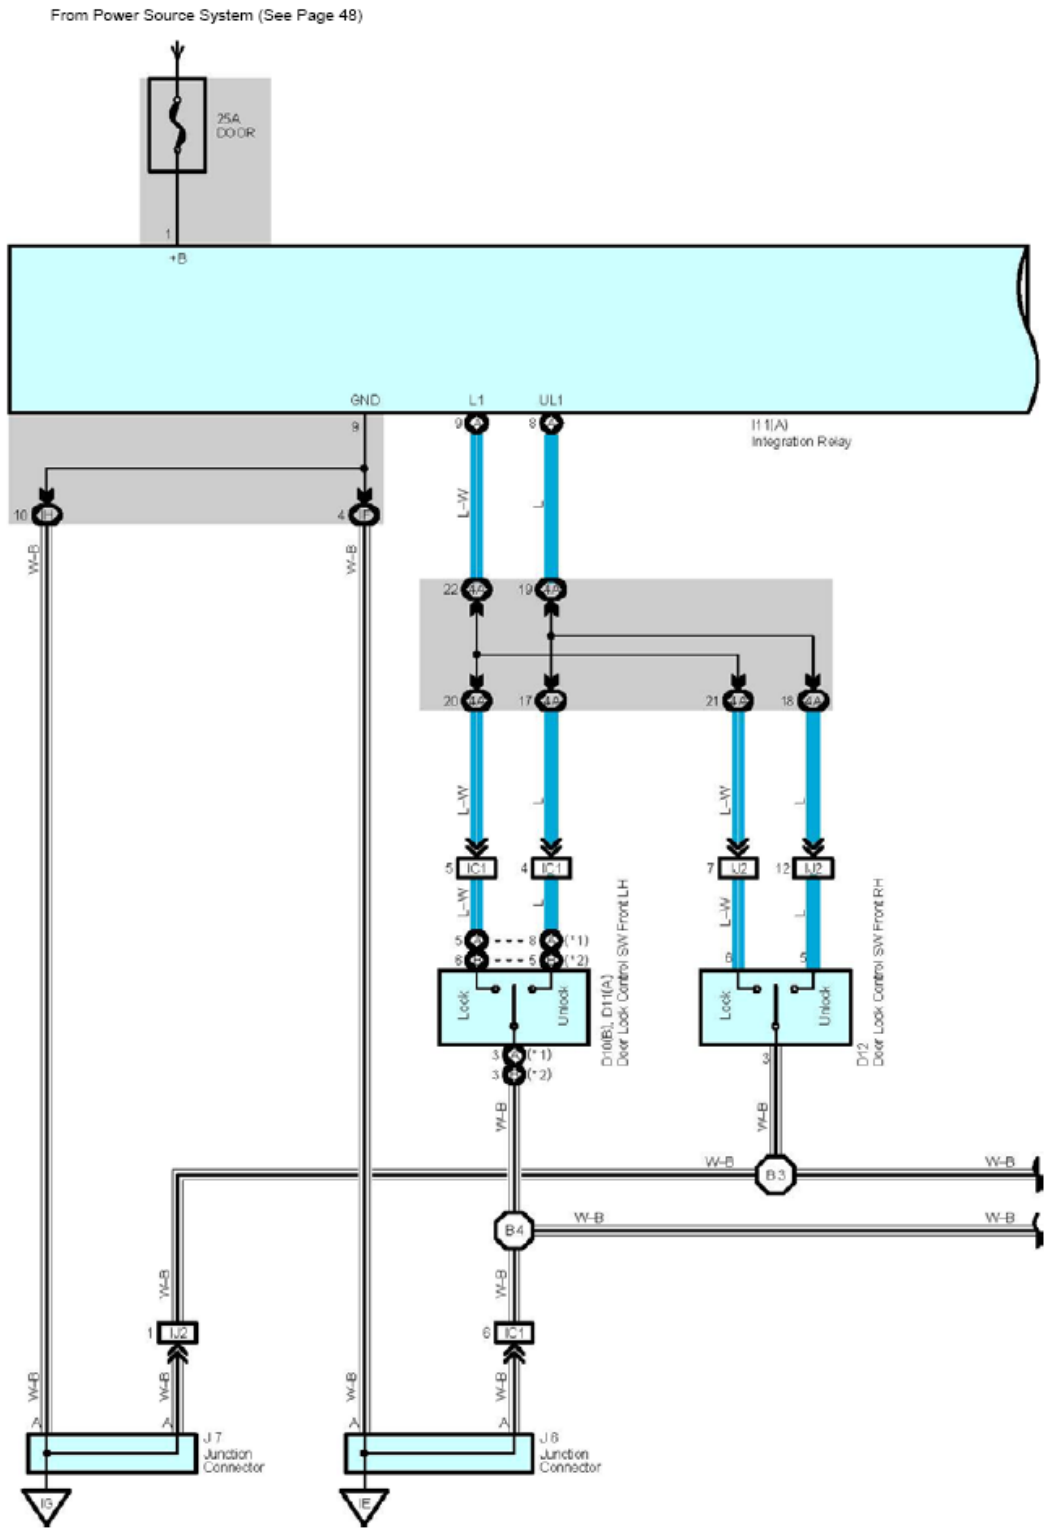 From Power Source System (See Page 48)
25A
DOOR
1
+B
GND
L1
UL1
9
9 A
8 A
I11(A)
Integration Relay
10 IH
4 IF
W-B
W-B
L-W
L
22 4A
19 4A
20 4A
17 4A
21 4A
18 4A
L-W
L
L-W
L
5 IC1
4 IC1
7 IJ2
12 IJ2
L-W
L
L-W
L
5 A
8 A (*1)
6 B
5 B (*2)
6
5
Lock
Unlock
D10(B), D11(A)
Door Lock Control SW Front LH
Lock
Unlock
D12
Door Lock Control SW Front RH
3 A (*1)
3 B (*2)
3
W-B
W-B
W-B
B3
W-B
B4
W-B
W-B
W-B
W-B
1 IJ2
6 IC1
W-B
W-B
W-B
W-B
A
A
J7
Junction
Connector
A
A
Junction
Connector
IG
IE